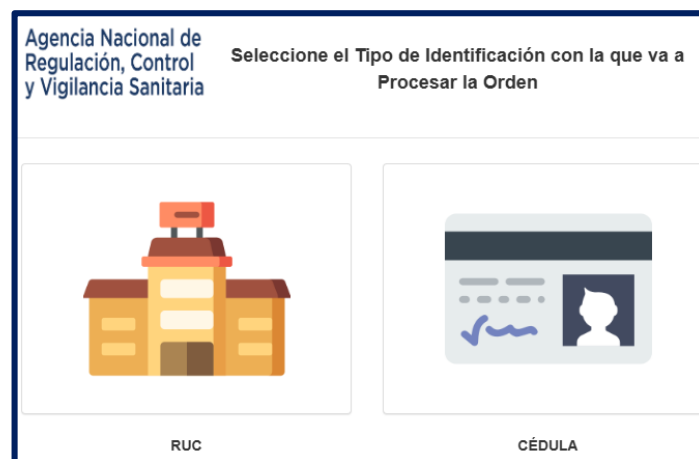 Agencia Nacional de
Regulación, Control
y Vigilancia Sanitaria
Seleccione el Tipo de Identificación con la que va a
Procesar la Orden
RUC
CÉDULA